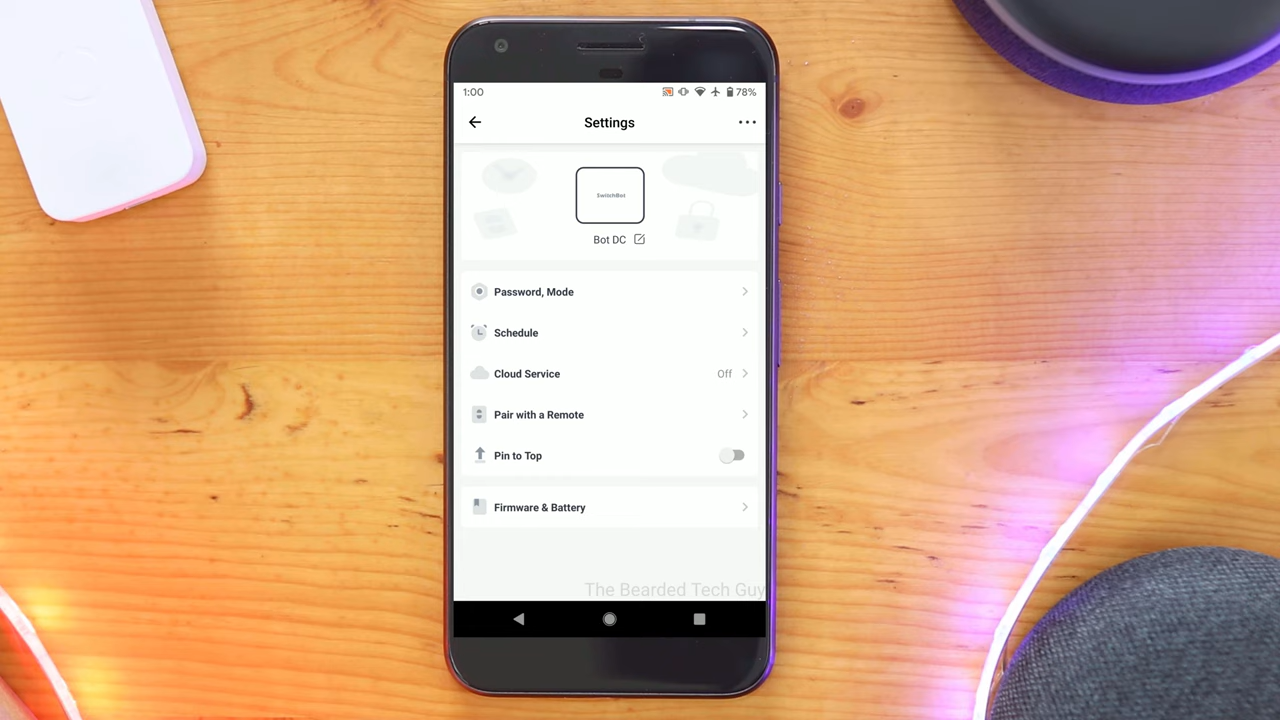 1:00 78%
Settings
SwitchBot
Bot DC
Password, Mode
Schedule
Cloud Service Off
Pair with a Remote
Pin to Top
Firmware & Battery
The Bearded Tech Guy